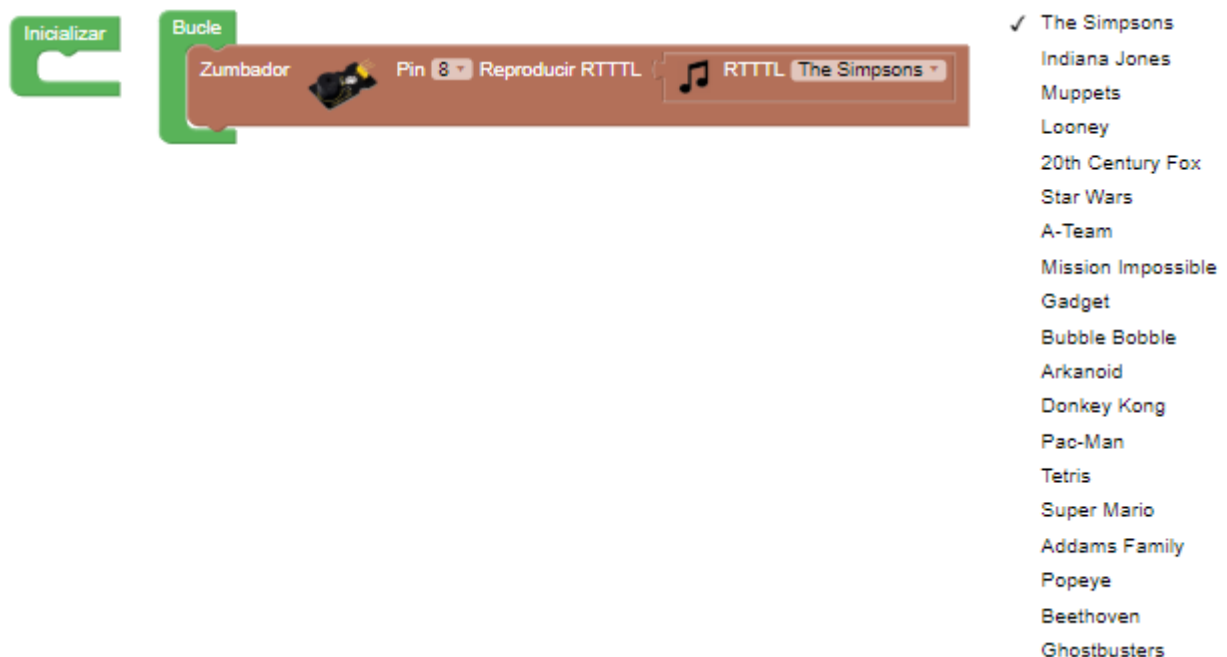 Inicializar
Bucle
Zumbador Pin 8 Reproducir RTTTL RTTTL The Simpsons
✓ The Simpsons
Indiana Jones
Muppets
Looney
20th Century Fox
Star Wars
A-Team
Mission Impossible
Gadget
Bubble Bobble
Arkanoid
Donkey Kong
Pac-Man
Tetris
Super Mario
Addams Family
Popeye
Beethoven
Ghostbusters